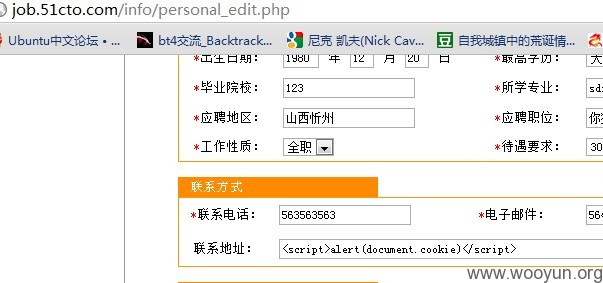 job.51cto.com/info/personal_edit.php
Ubuntu中文论坛 • ... bt4交流_Backtrack... 尼克 凯夫(Nick Cav... 自我城镇中的荒诞情...
*出生日期： 1980 年 12 月 20 日 *最高学历：
*毕业院校： 123 *所学专业： sd
*应聘地区： 山西忻州 *应聘职位：
*工作性质： 全职 *待遇要求： 30
联系方式
*联系电话： 563563563 *电子邮件： 564
联系地址： <script>alert(document.cookie)</script>
www.wooyun.org